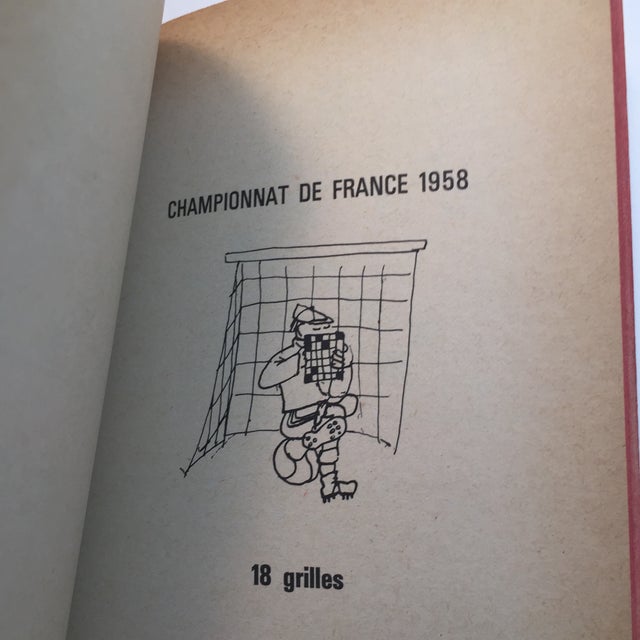 CHAMPIONNAT DE FRANCE 1958
18 grilles